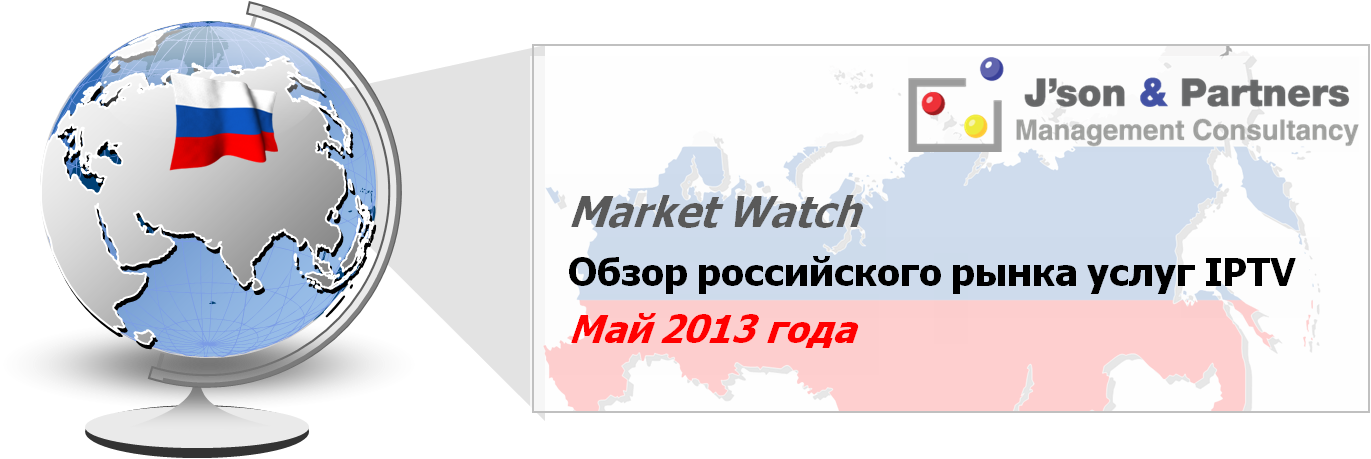 J'son & Partners
Management Consultancy
Market Watch
Обзор российского рынка услуг IPTV
Май 2013 года